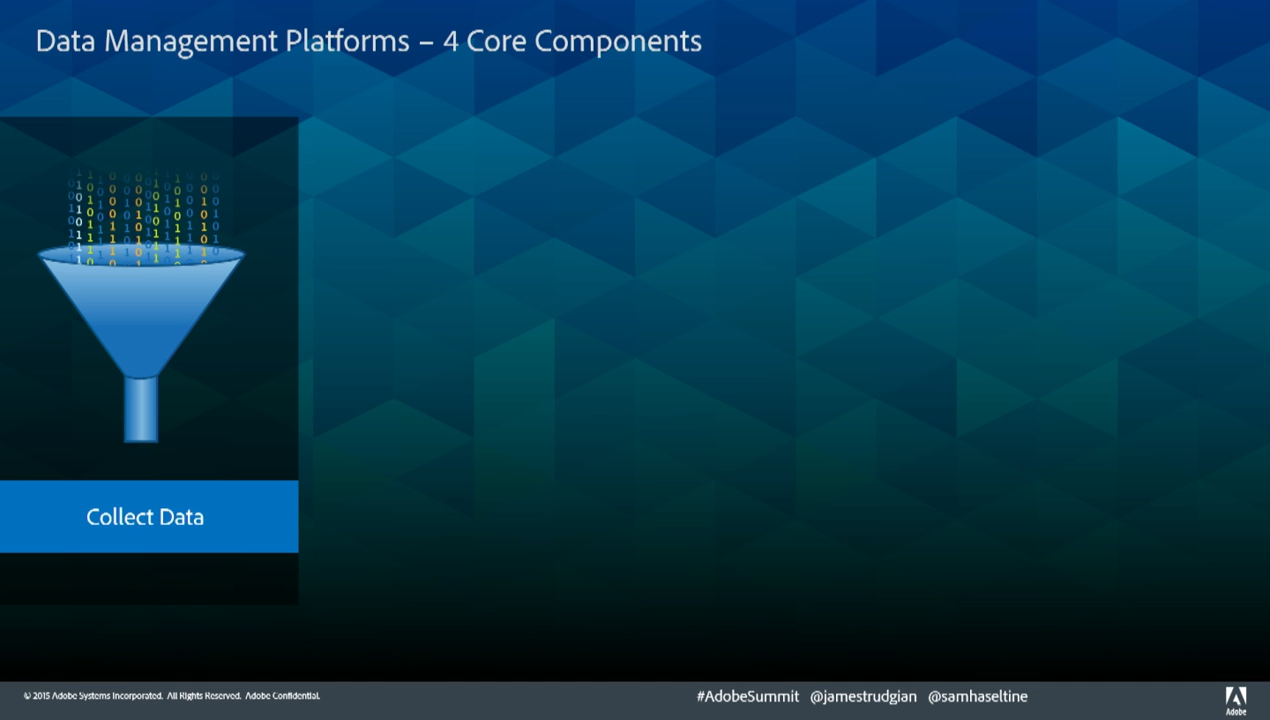 Data Management Platforms – 4 Core Components
Collect Data
© 2015 Adobe Systems Incorporated. All Rights Reserved. Adobe Confidential.
#AdobeSummit @jamestrudgian @samhaseltine
Adobe